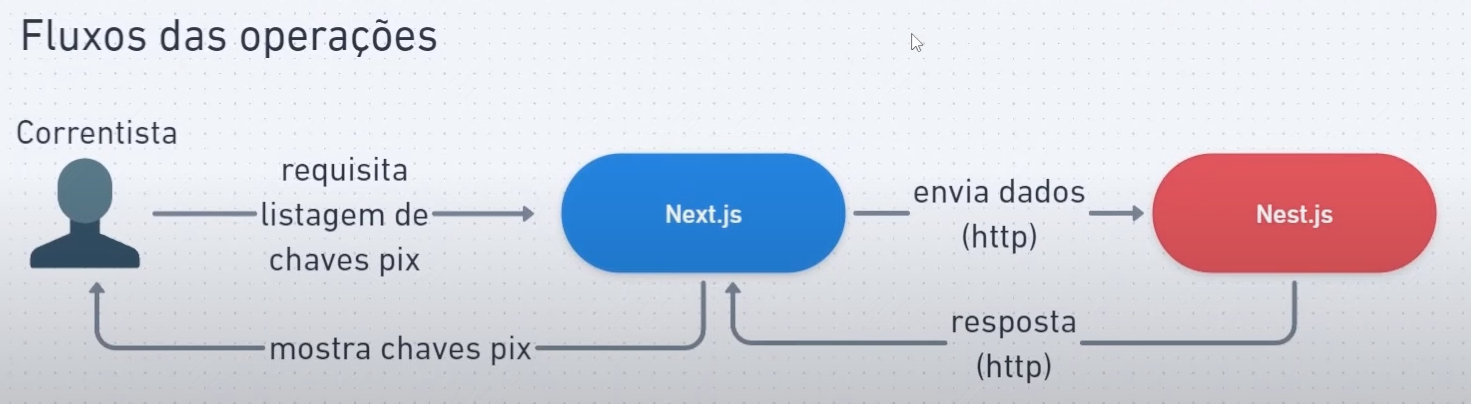 Fluxos das operações
Correntista
requisita
listagem de
chaves pix
Next.js
envia dados
(http)
Nest.js
mostra chaves pix
resposta
(http)